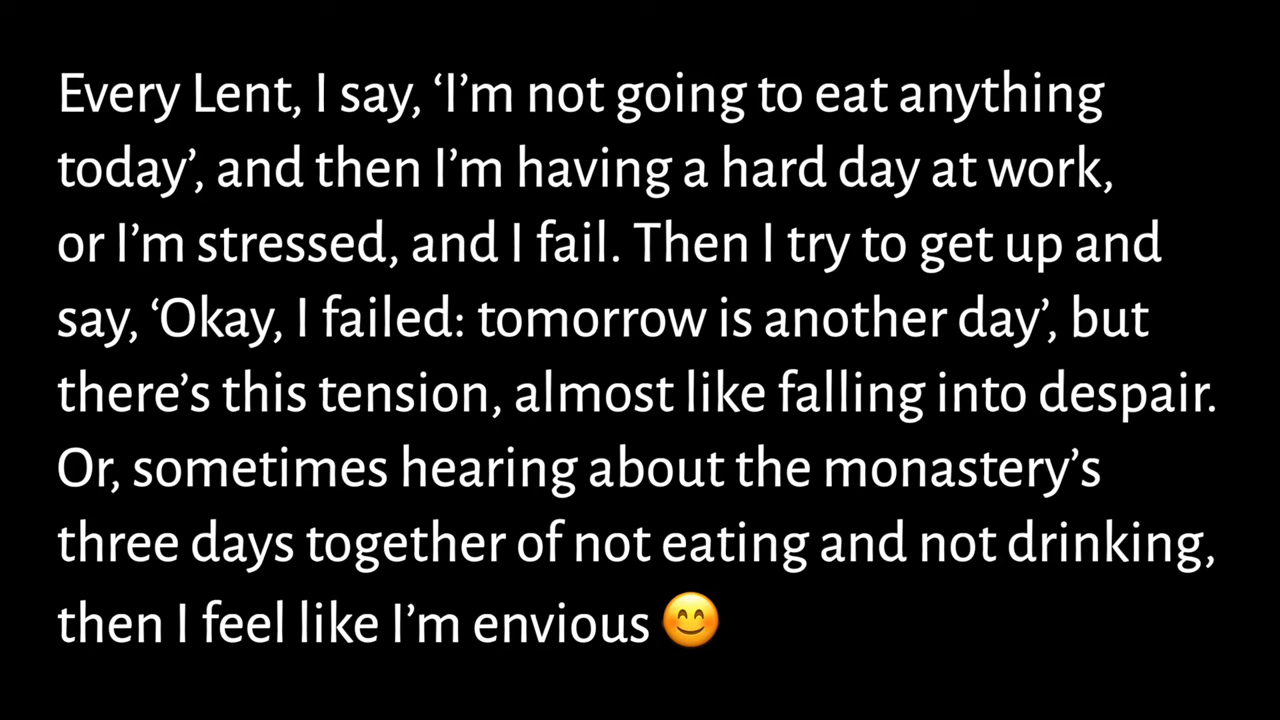 Every Lent, I say, ‘I’m not going to eat anything
today’, and then I’m having a hard day at work,
or I’m stressed, and I fail. Then I try to get up and
say, ‘Okay, I failed: tomorrow is another day’, but
there’s this tension, almost like falling into despair.
Or, sometimes hearing about the monastery’s
three days together of not eating and not drinking,
then I feel like I’m envious 😊